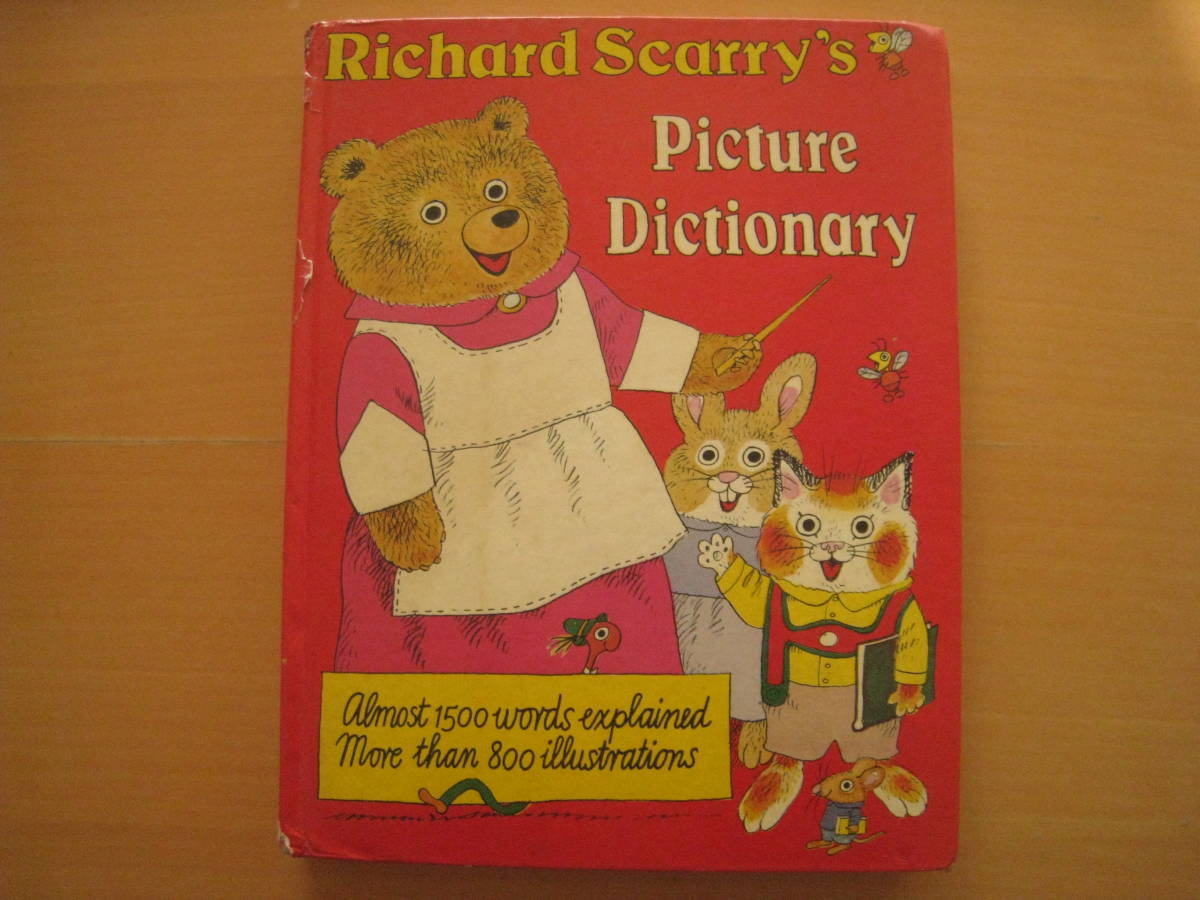 Richard Scarry's
Picture
Dictionary
Almost 1500 words explained
More than 800 illustrations